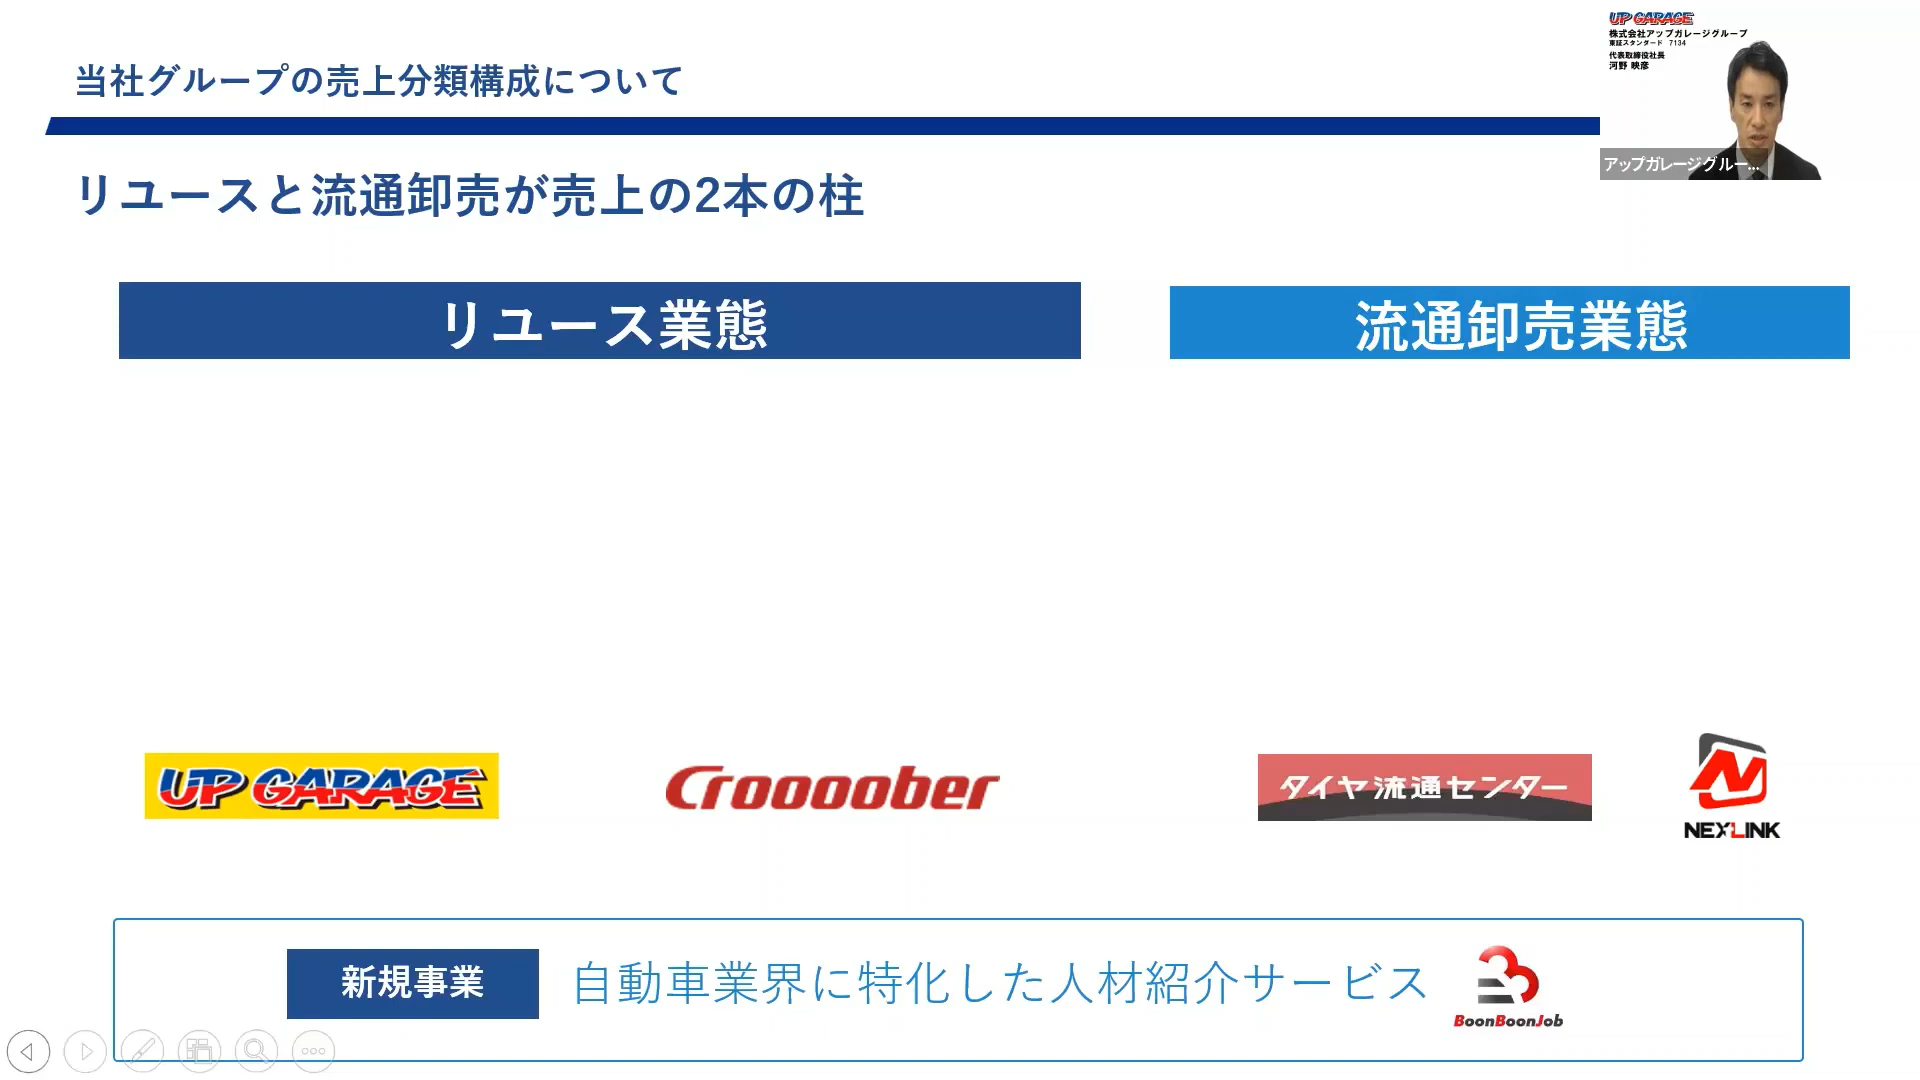 当社グループの売上分類構成について
UP GARAGE
株式会社アップガレージグループ
東証スタンダード 7134
代表取締役社長
河野 映彦
アップガレージグルー...
リユースと流通卸売が売上の2本の柱
リユース業態
流通卸売業態
UP GARAGE
Croooober
タイヤ流通センター
NEXLINK
新規事業
自動車業界に特化した人材紹介サービス
BoonBoonJob